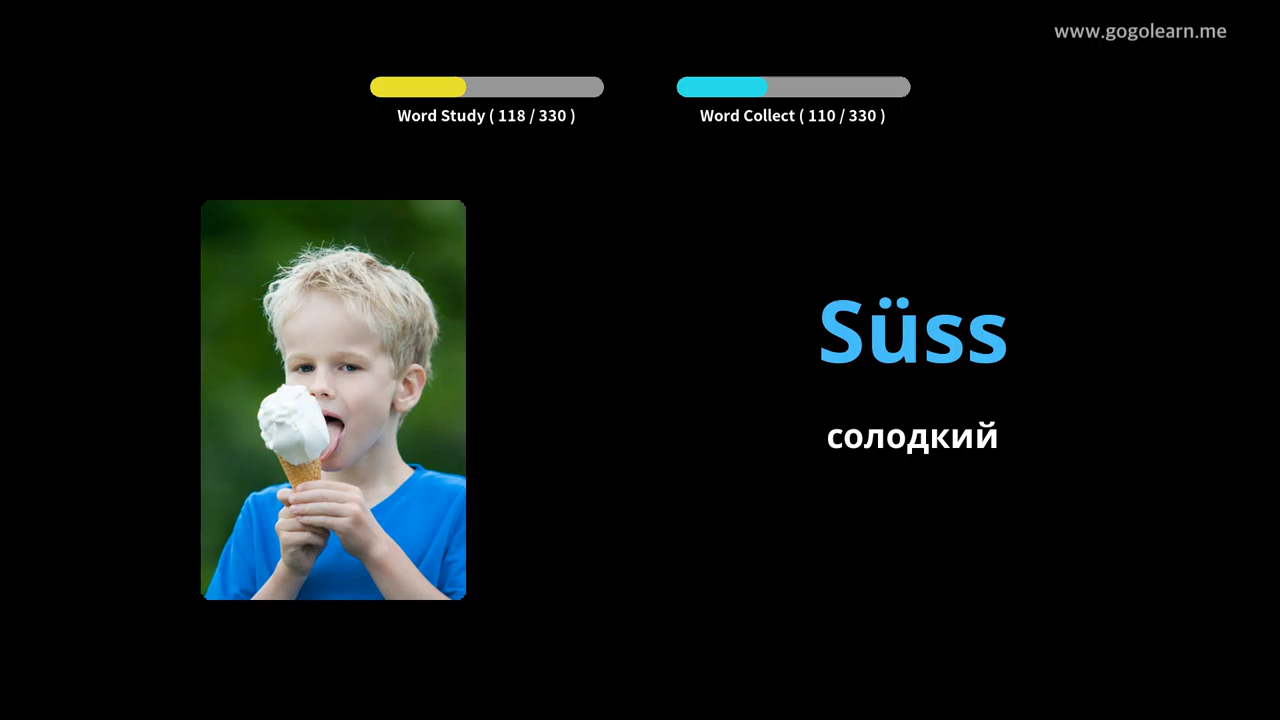 www.gogolearn.me
Word Study ( 118 / 330 )
Word Collect ( 110 / 330 )
Süss
солодкий